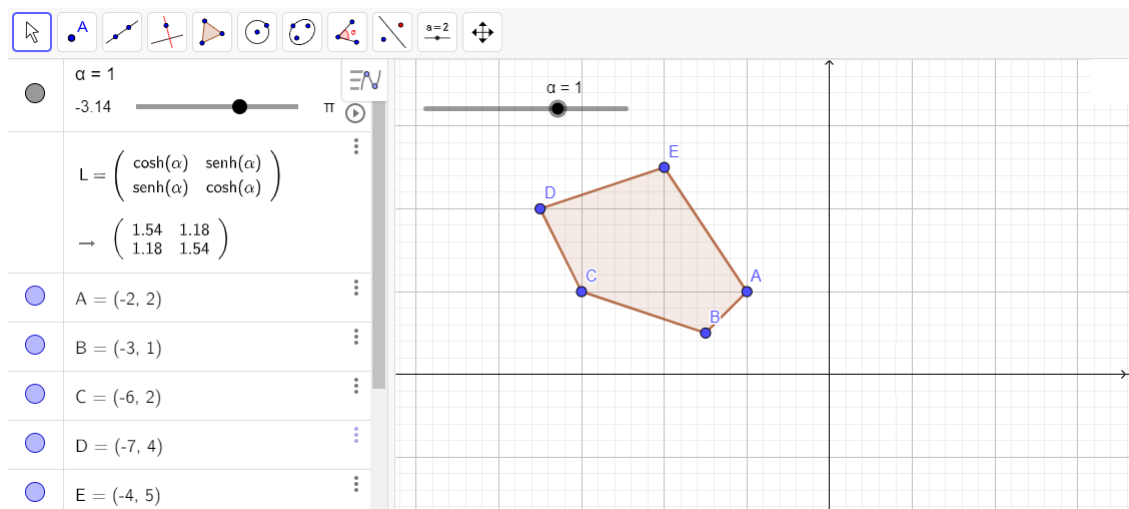 A
α
a=2
α = 1
-3.14
π
L = ( cosh(α) senh(α)
senh(α) cosh(α) )
→ ( 1.54 1.18
1.18 1.54 )
A = (-2, 2)
B = (-3, 1)
C = (-6, 2)
D = (-7, 4)
E = (-4, 5)
α = 1
E
D
C
A
B